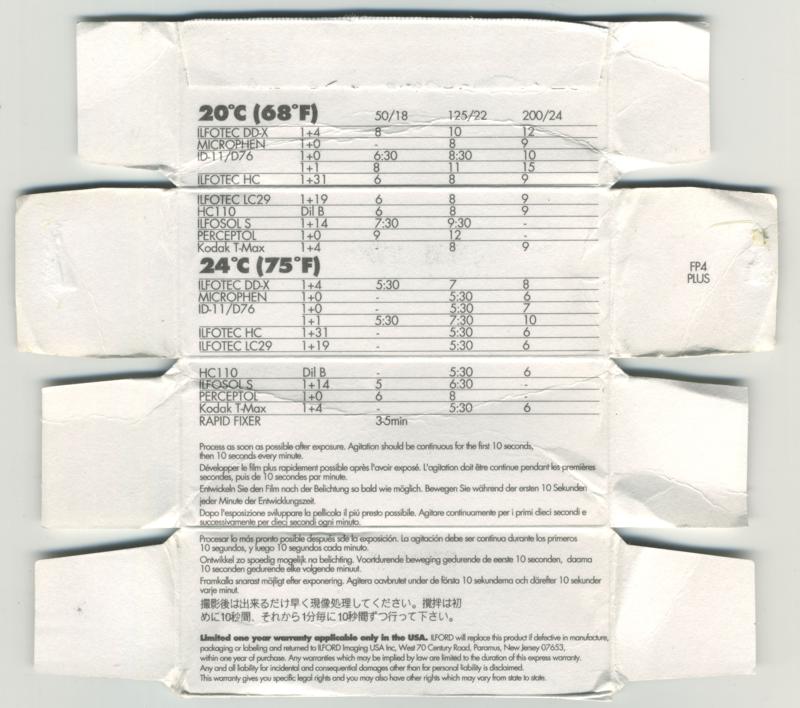 20°C (68°F) 50/18 125/22 200/24
ILFOTEC DD-X 1+4 8 10 12
MICROPHEN 1+0 - 8 9
ID-11/D76 1+0 6:30 8:30 10
1+1 8 11 15
ILFOTEC HC 1+31 6 8 9
ILFOTEC LC29 1+19 6 8 9
HC110 Dil B 6 8 9
ILFOSOL S 1+14 7:30 9:30 -
PERCEPTOL 1+0 9 12 -
Kodak T-Max 1+4 - 8 9
24°C (75°F)
ILFOTEC DD-X 1+4 5:30 7 8
MICROPHEN 1+0 - 5:30 6
ID-11/D76 1+0 - 5:30 7
1+1 5:30 7:30 10
ILFOTEC HC 1+31 - 5:30 6
ILFOTEC LC29 1+19 - 5:30 6
FP4
PLUS
HC110 Dil B - 5:30 6
ILFOSOL S 1+14 5 6:30 -
PERCEPTOL 1+0 6 8 -
Kodak T-Max 1+4 - 5:30 6
RAPID FIXER 3-5min
Process as soon as possible after exposure. Agitation should be continuous for the first 10 seconds,
then 10 seconds every minute.
Développer le film plus rapidement possible après l'avoir exposé. L'agitation doit être continue pendant les premières
secondes, puis de 10 secondes par minute.
Entwickeln Sie den Film nach der Belichtung so bald wie möglich. Bewegen Sie während der ersten 10 Sekunden
jeder Minute der Entwicklungszeit.
Dopo l'esposizione sviluppare la pellicola il piú presto possibile. Agitare continuamente per i primi dieci secondi e
successivamente per dieci secondi ogni minuto.
Procesar lo más pronto posible después sde la exposición. La agitación debe ser continua durante los primeros
10 segundos, y luego 10 segundos cada minuto.
Ontwikkel zo spoedig mogelijk na belichting. Voortdurende beweging gedurende de eerste 10 seconden, daarna
10 seconden gedurende elke volgende minuut.
Framkalla snarast möjligt efter exponering. Agitera oavbrutet under de första 10 sekunderna och därefter 10 sekunder
varje minut.
撮影後は出来るだけ早く現像処理してください。攪拌は初
めに10秒間、それから1分毎に10秒間ずつ行って下さい。
Limited one year warranty applicable only in the USA. ILFORD will replace this product if defective in manufacture,
packaging or labeling and returned to ILFORD Imaging USA Inc, West 70 Century Road, Paramus, New Jersey 07653,
within one year of purchase. Any warranties which may be implied by law are limited to the duration of this express warranty.
Any and all liability for incidental and consequential damages other than for personal liability is disclaimed.
This warranty gives you specific legal rights and you may also have other rights which may vary from state to state.